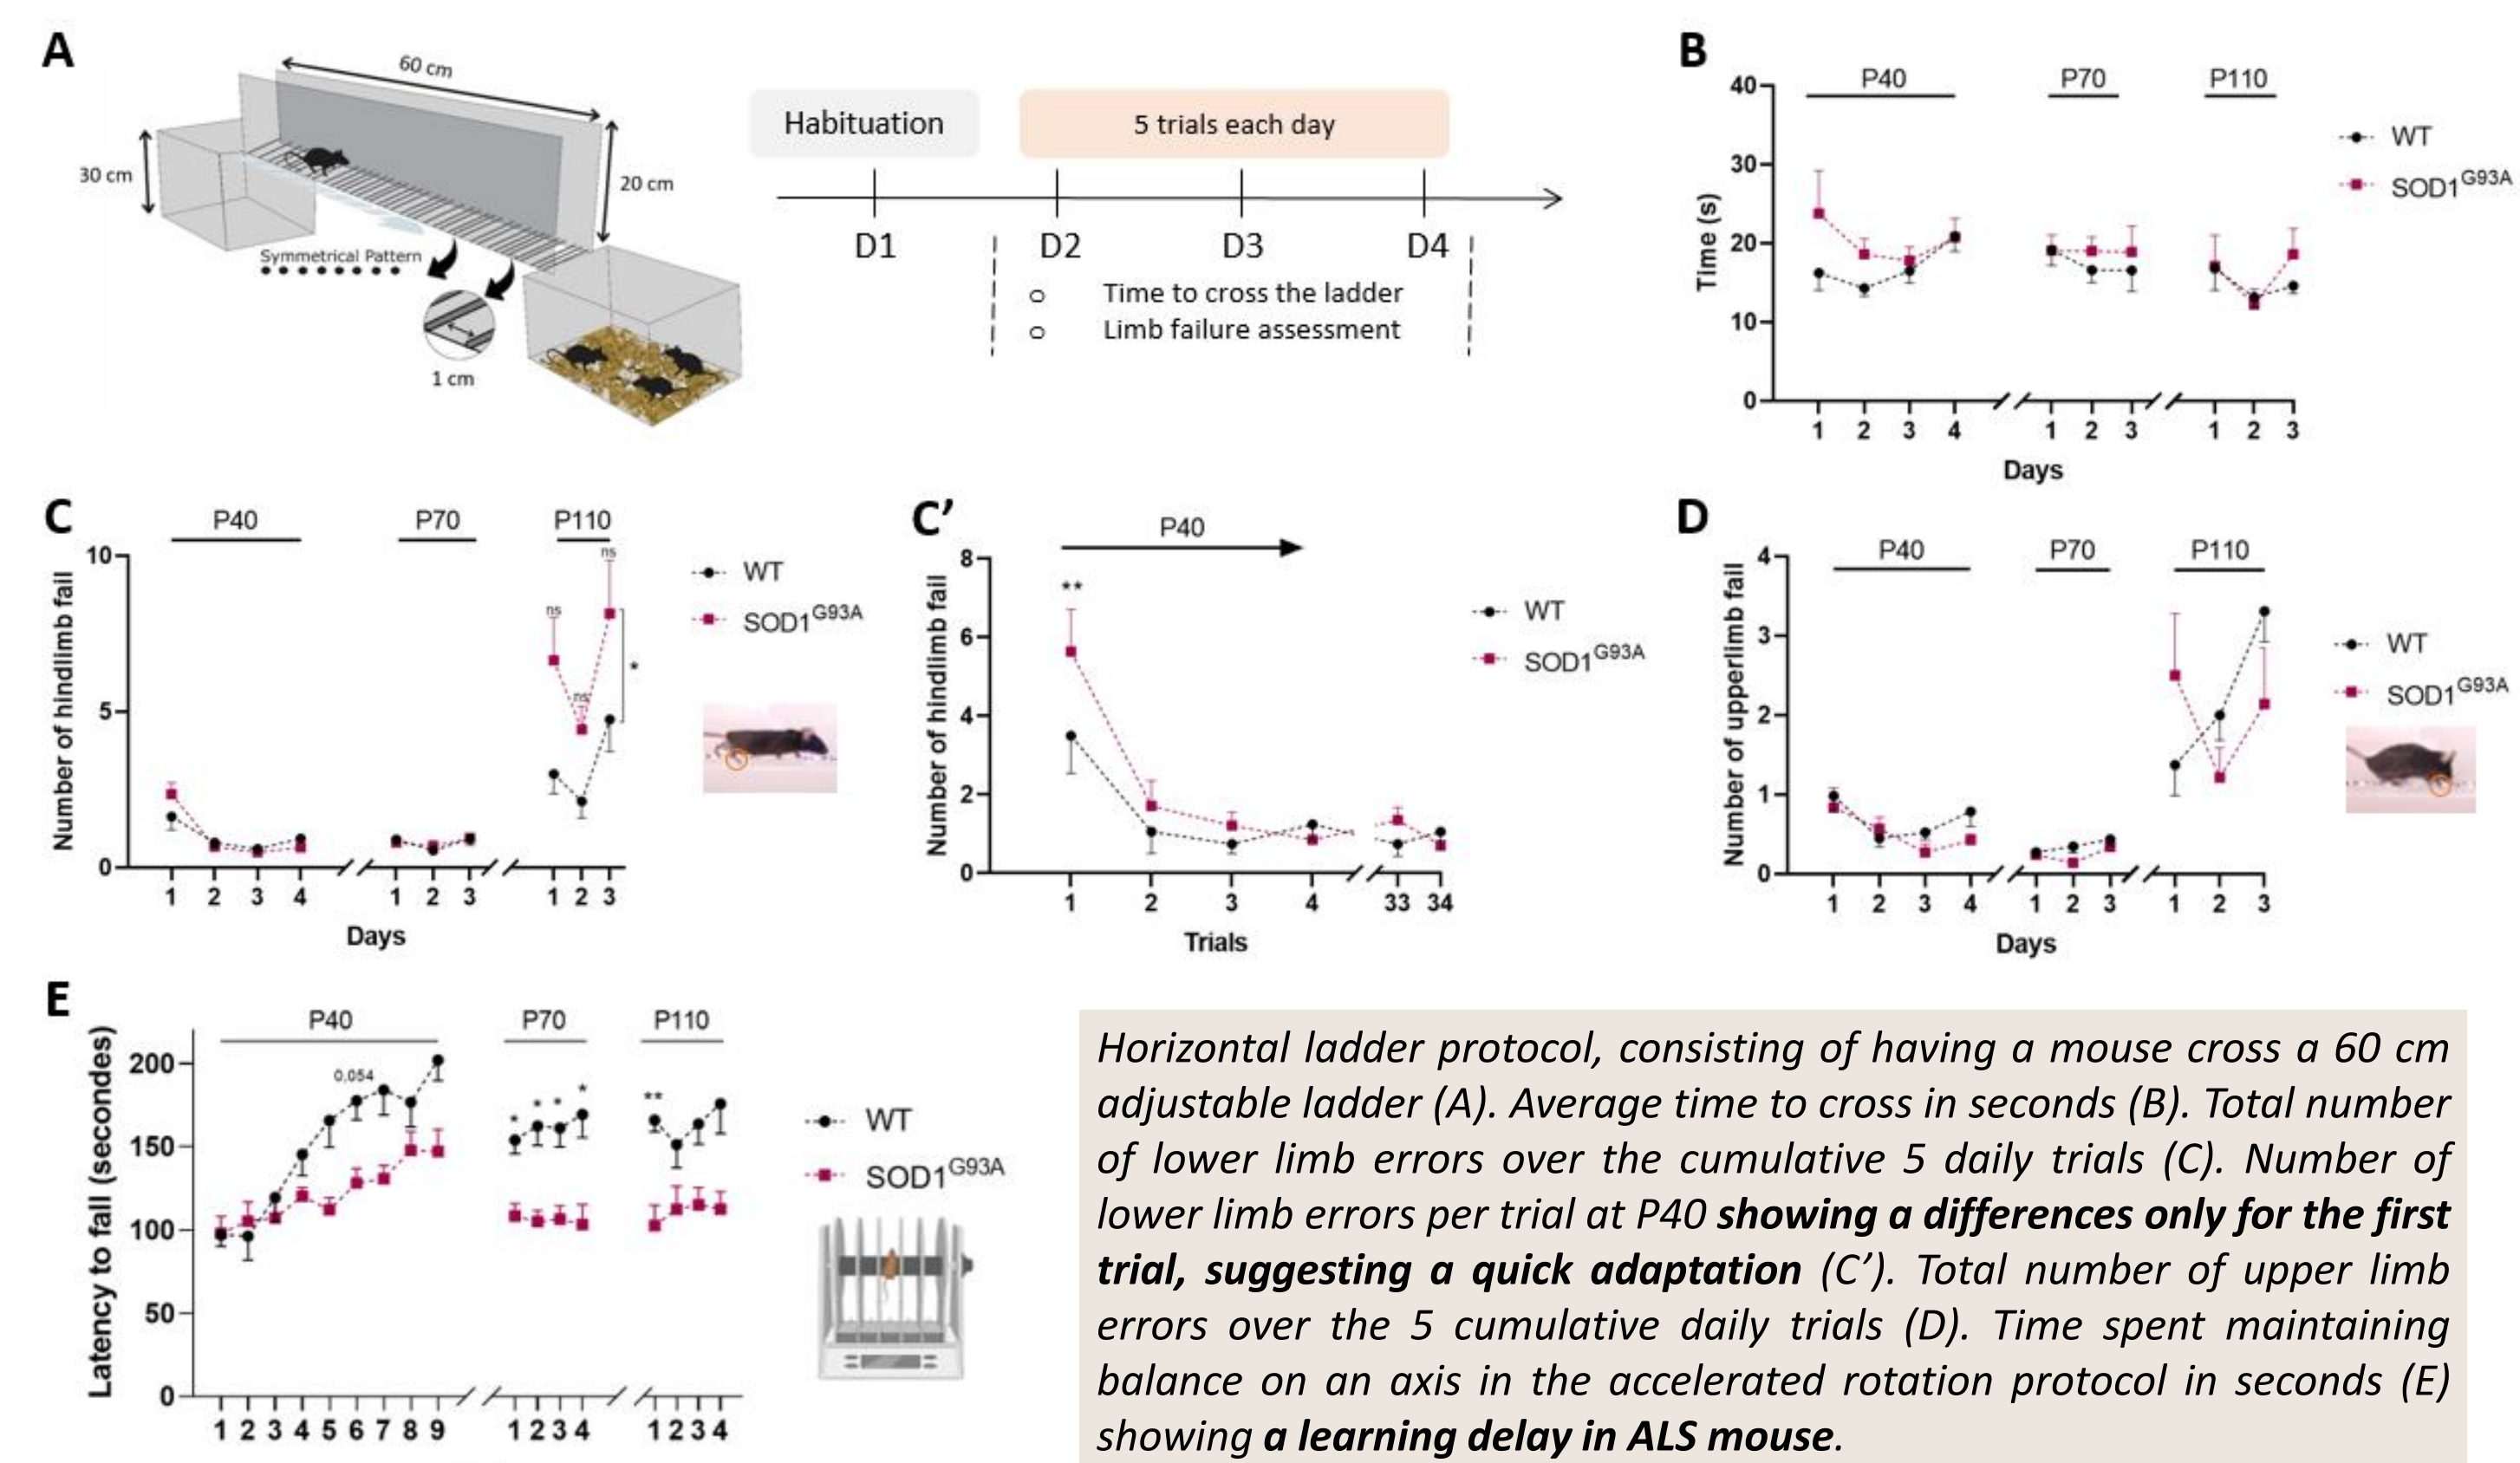 A
60 cm
30 cm
20 cm
Symmetrical Pattern
1 cm
Habituation
5 trials each day
D1
D2
D3
D4
o Time to cross the ladder
o Limb failure assessment
B
P40 P70 P110
40
30
20
10
0
Time (s)
1 2 3 4 1 2 3 1 2 3
Days
WT
SOD1G93A
C
P40 P70 P110
10
5
0
Number of hindlimb fail
ns
ns
ns
*
1 2 3 4 1 2 3 1 2 3
Days
WT
SOD1G93A
C’
P40
8
6
4
2
0
Number of hindlimb fail
**
1 2 3 4 33 34
Trials
WT
SOD1G93A
D
P40 P70 P110
4
3
2
1
0
Number of upperlimb fail
1 2 3 4 1 2 3 1 2 3
Days
WT
SOD1G93A
E
P40 P70 P110
200
150
100
50
0
Latency to fall (secondes)
0,054
* * * *
**
1 2 3 4 5 6 7 8 9 1 2 3 4 1 2 3 4
WT
SOD1G93A
Horizontal ladder protocol, consisting of having a mouse cross a 60 cm
adjustable ladder (A). Average time to cross in seconds (B). Total number
of lower limb errors over the cumulative 5 daily trials (C). Number of
lower limb errors per trial at P40 showing a differences only for the first
trial, suggesting a quick adaptation (C’). Total number of upper limb
errors over the 5 cumulative daily trials (D). Time spent maintaining
balance on an axis in the accelerated rotation protocol in seconds (E)
showing a learning delay in ALS mouse.